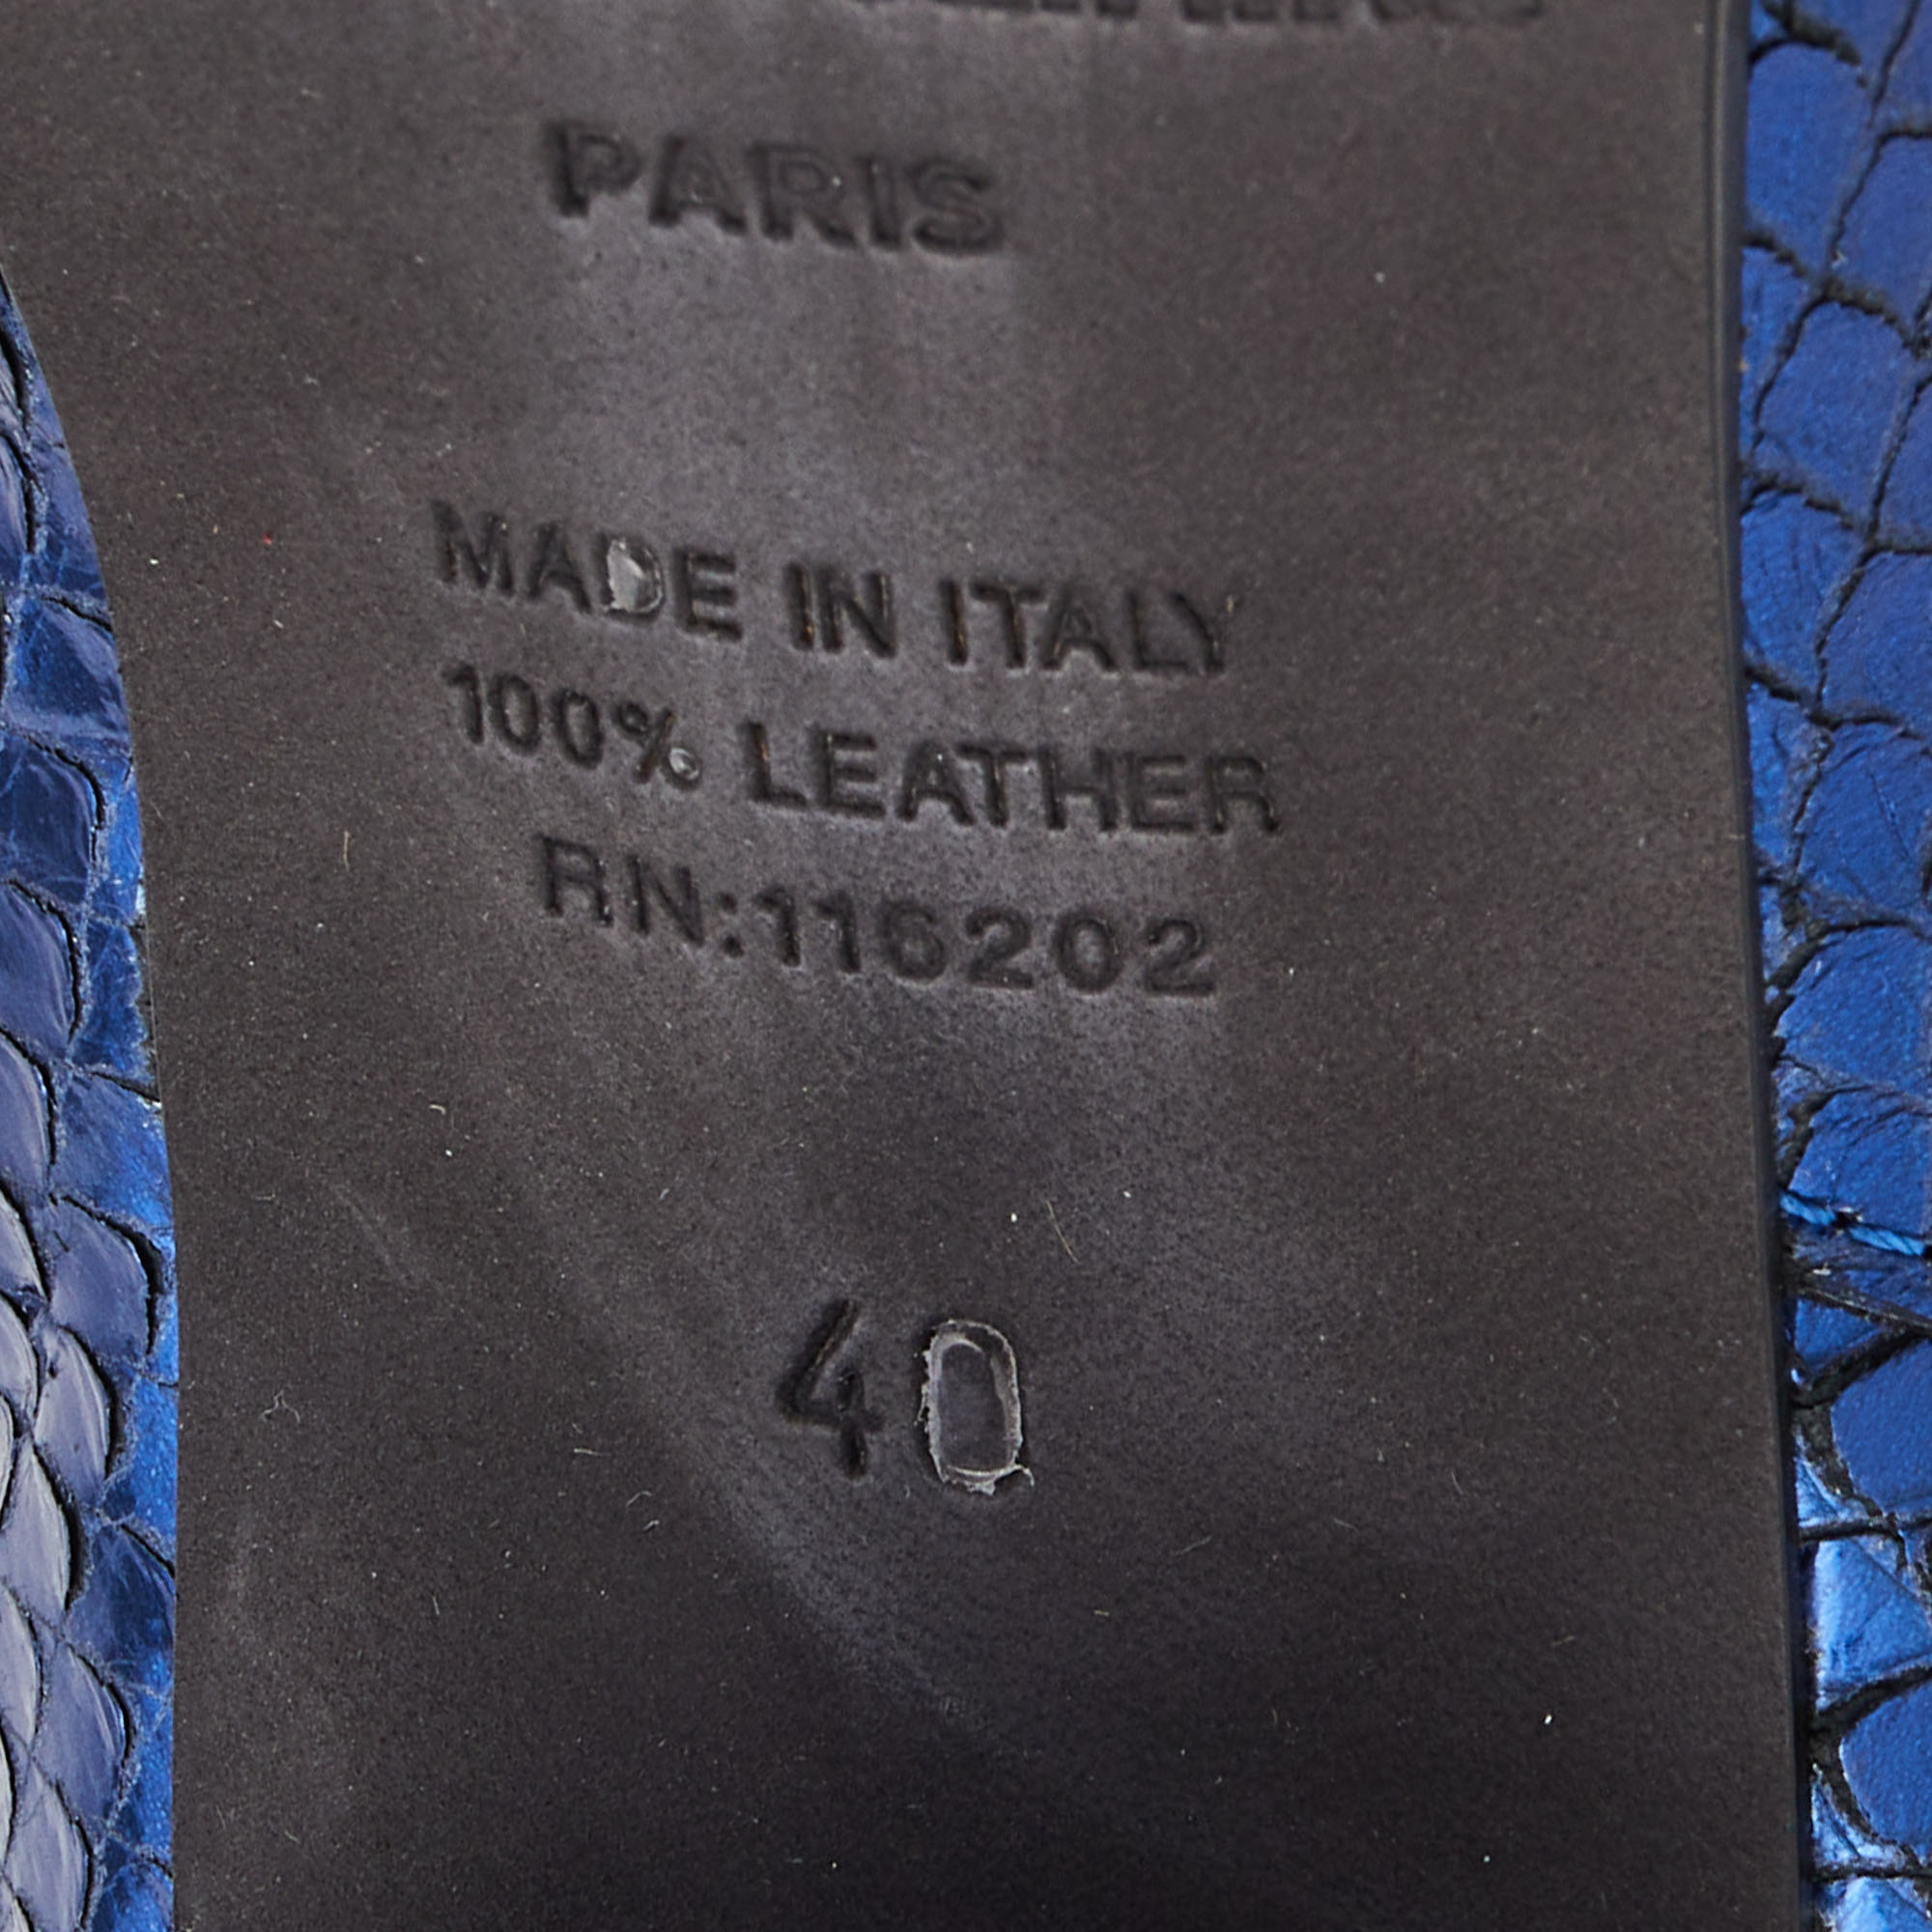 PARIS
MADE IN ITALY
100% LEATHER
RN:116202
40